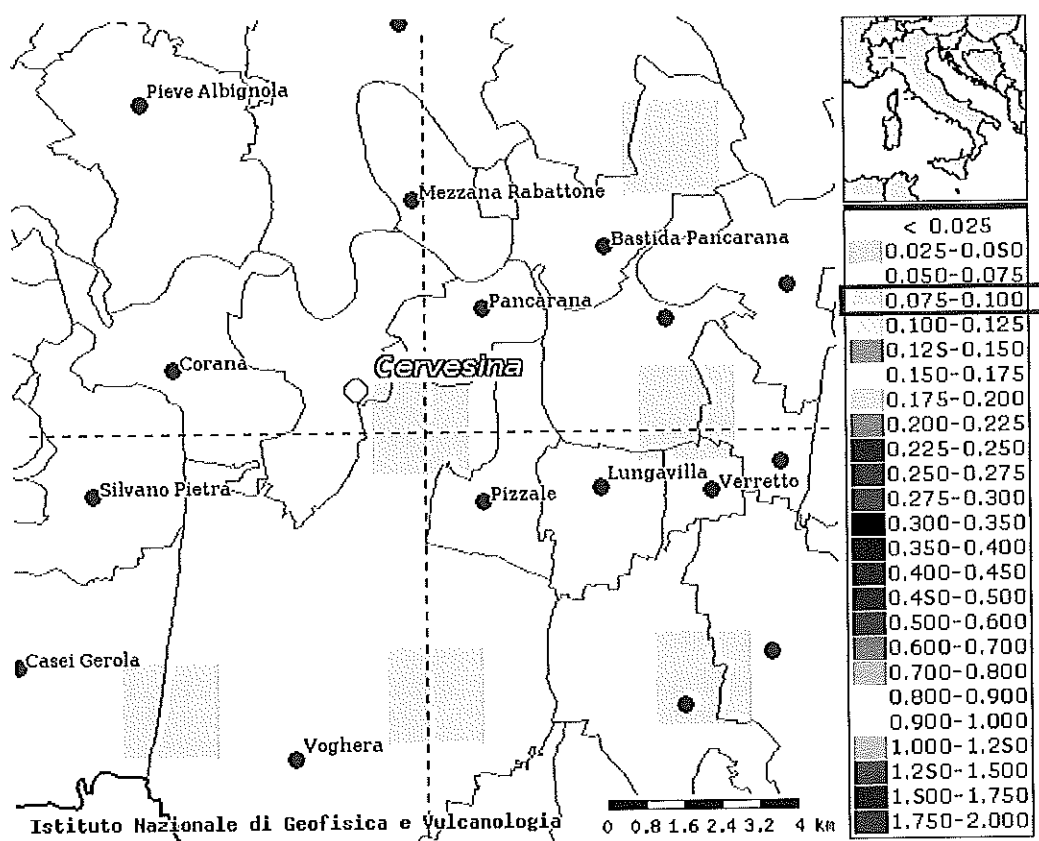 Pieve Albignola
Mezzana Rabattone
Bastida Pancarana
Pancarana
Corana
Cervesina
Silvano Pietra
Pizzale
Lungavilla
Verretto
Casei Gerola
Voghera
Istituto Nazionale di Geofisica e Vulcanologia
0 0.8 1.6 2.4 3.2 4 km
< 0.025
0.025-0.050
0.050-0.075
0.075-0.100
0.100-0.125
0.125-0.150
0.150-0.175
0.175-0.200
0.200-0.225
0.225-0.250
0.250-0.275
0.275-0.300
0.300-0.350
0.350-0.400
0.400-0.450
0.450-0.500
0.500-0.600
0.600-0.700
0.700-0.800
0.800-0.900
0.900-1.000
1.000-1.250
1.250-1.500
1.500-1.750
1.750-2.000